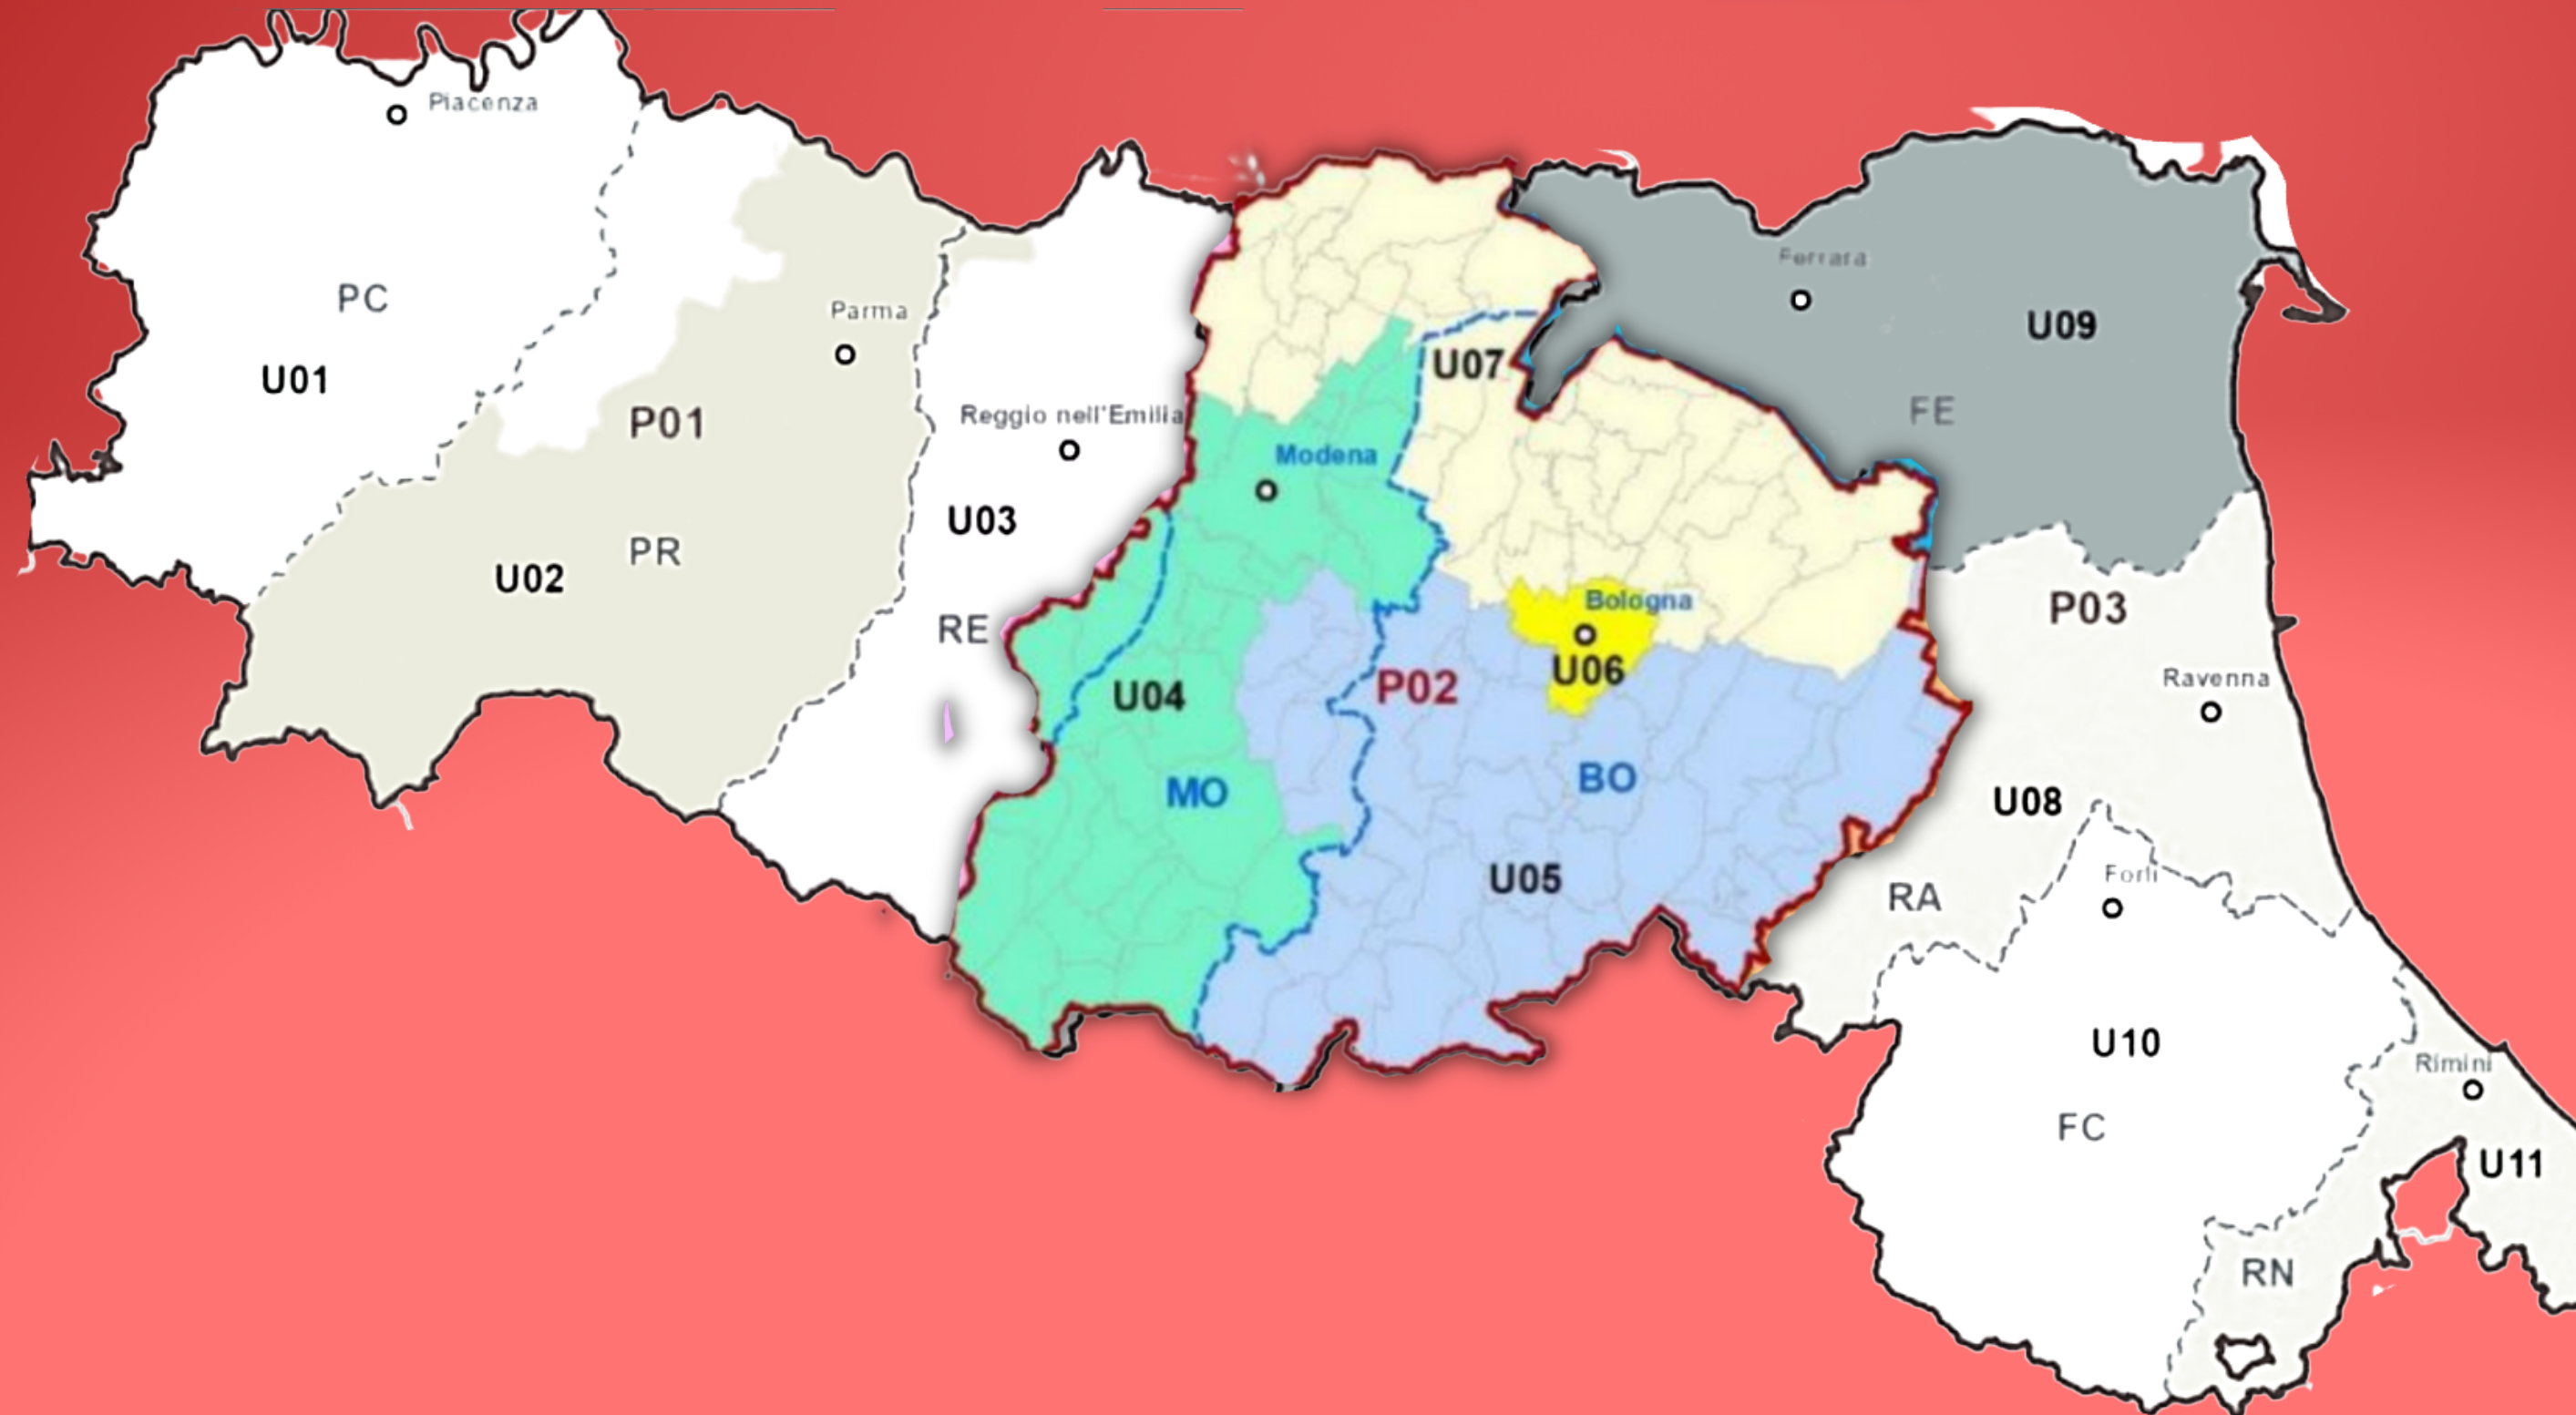 Piacenza
PC
U01
Parma
P01
PR
U02
Reggio nell'Emilia
U03
RE
Modena
U04
MO
U07
Bologna
U06
P02
BO
U05
Ferrara
U09
FE
P03
Ravenna
U08
RA
Forlì
U10
FC
Rimini
U11
RN